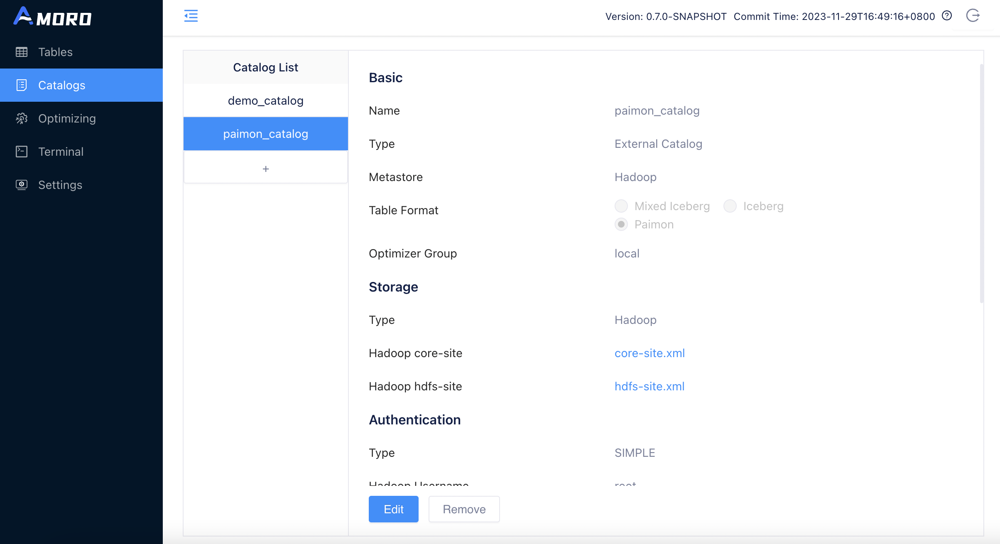 AMORO
Version: 0.7.0-SNAPSHOT Commit Time: 2023-11-29T16:49:16+0800
Tables
Catalogs
Optimizing
Terminal
Settings
Catalog List
demo_catalog
paimon_catalog
+
Basic
Name paimon_catalog
Type External Catalog
Metastore Hadoop
Table Format Mixed Iceberg Iceberg
Paimon
Optimizer Group local
Storage
Type Hadoop
Hadoop core-site core-site.xml
Hadoop hdfs-site hdfs-site.xml
Authentication
Type SIMPLE
Hadoop Username root
Edit Remove